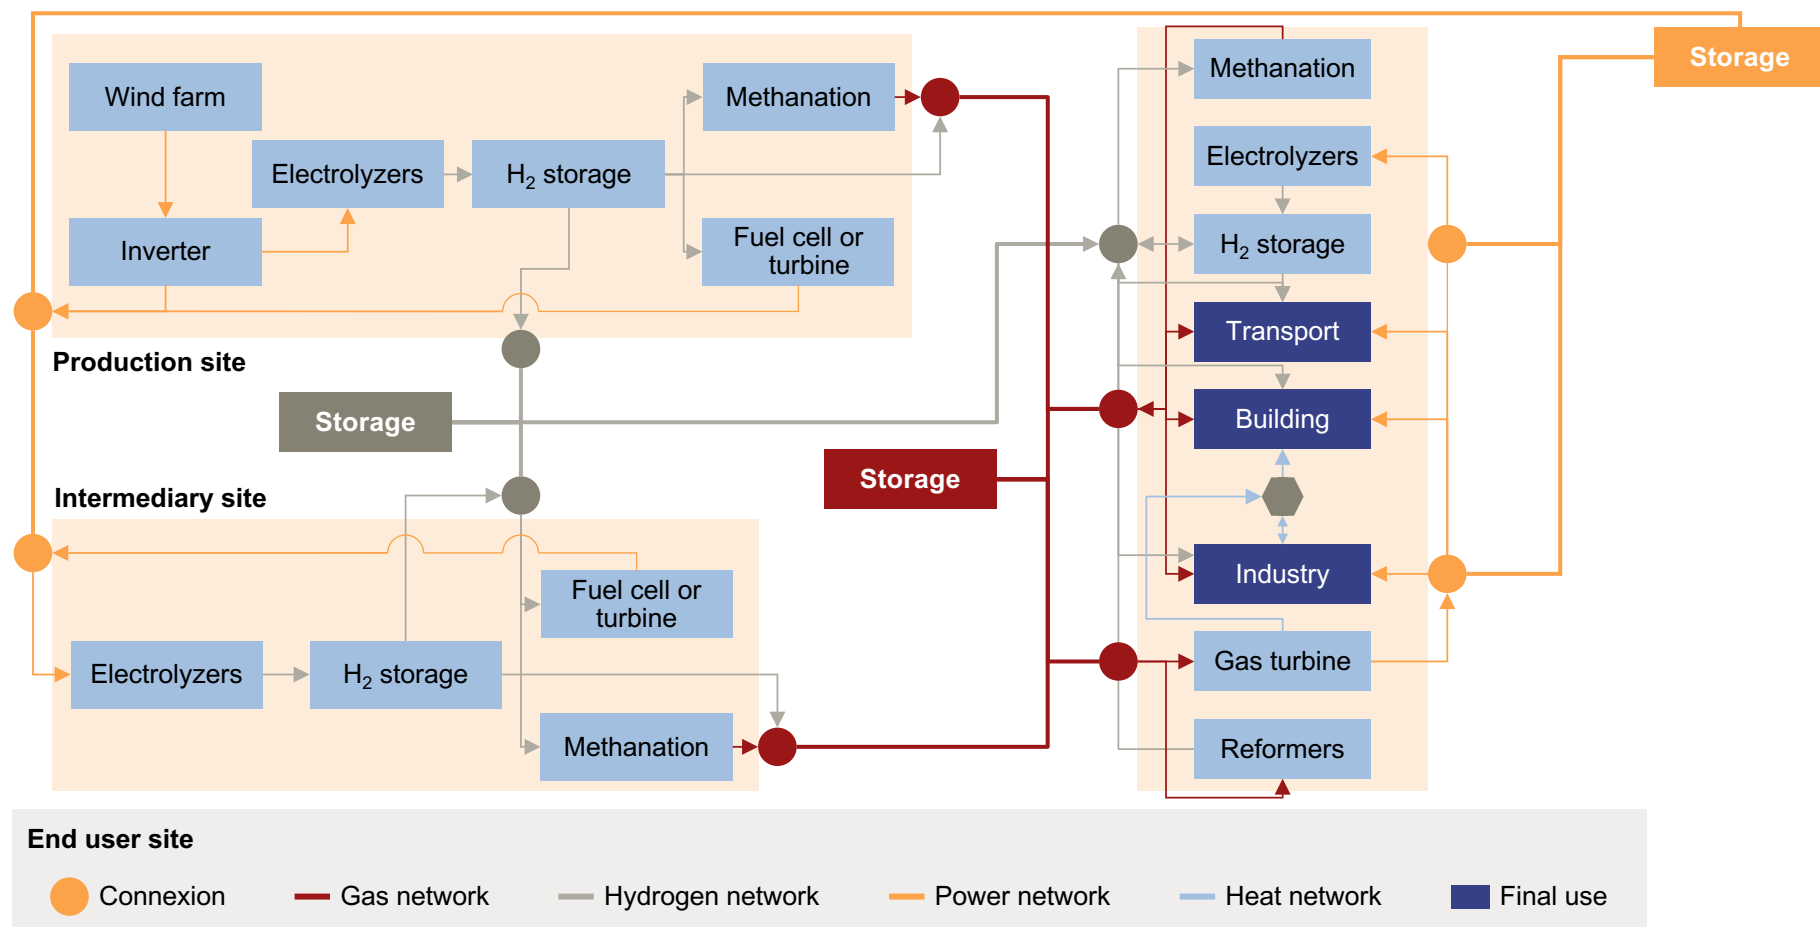 Storage
Wind farm
Methanation
Electrolyzers
H₂ storage
Inverter
Fuel cell or
turbine
Production site
Storage
Storage
Intermediary site
Fuel cell or
turbine
Electrolyzers
H₂ storage
Methanation
Methanation
Electrolyzers
H₂ storage
Transport
Building
Industry
Gas turbine
Reformers
End user site
Connexion
Gas network
Hydrogen network
Power network
Heat network
Final use